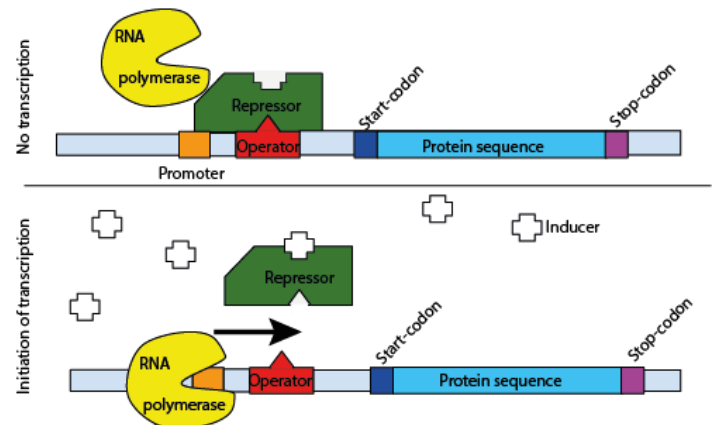 No transcription
RNA
polymerase
Repressor
Start-codon
Stop-codon
Operator
Protein sequence
Promoter
Initiation of transcription
Inducer
Repressor
Start-codon
Stop-codon
RNA
polymerase
Operator
Protein sequence